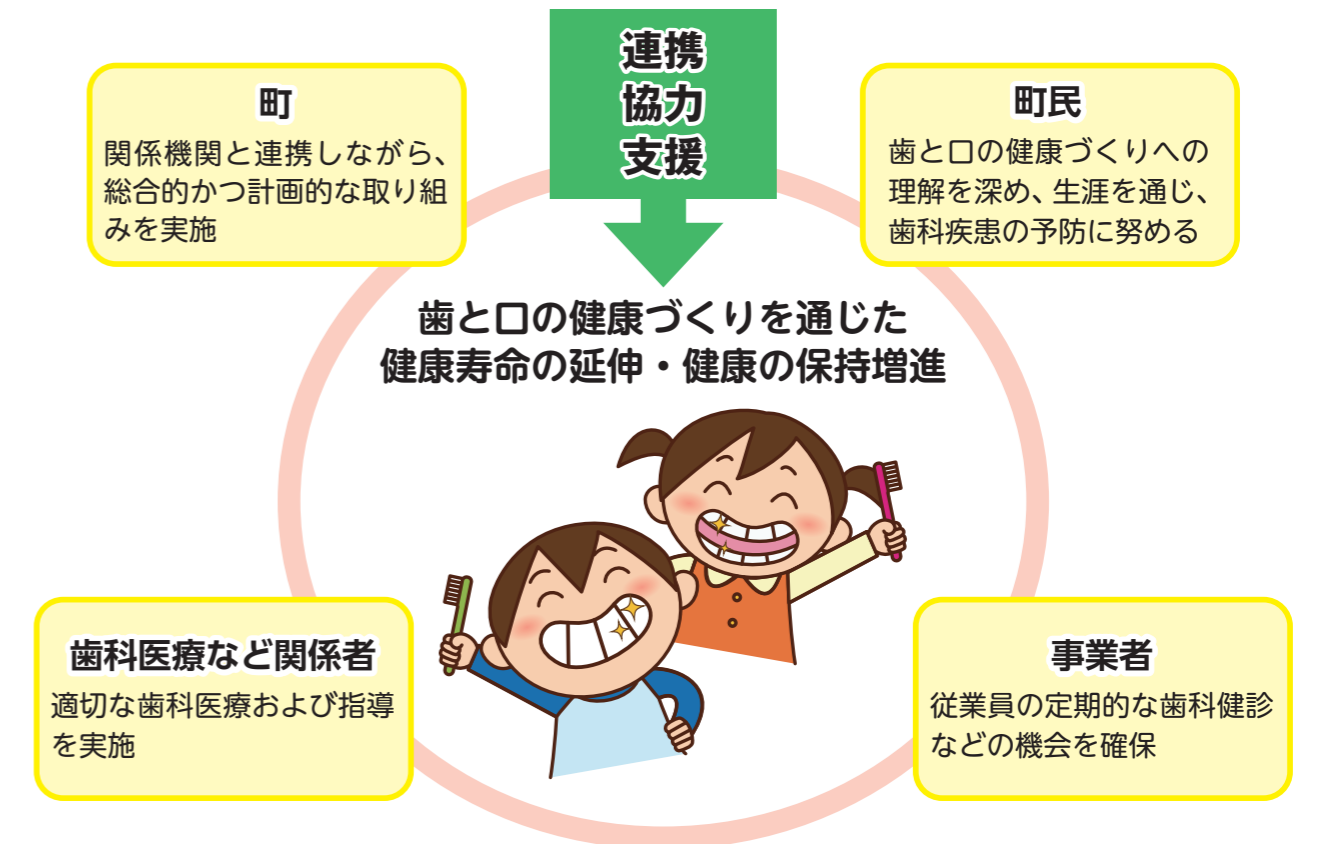 連携
協力
支援
町
関係機関と連携しながら、
総合的かつ計画的な取り組
みを実施
町民
歯と口の健康づくりへの
理解を深め、生涯を通じ、
歯科疾患の予防に努める
歯と口の健康づくりを通じた
健康寿命の延伸・健康の保持増進
歯科医療など関係者
適切な歯科医療および指導
を実施
事業者
従業員の定期的な歯科健診
などの機会を確保